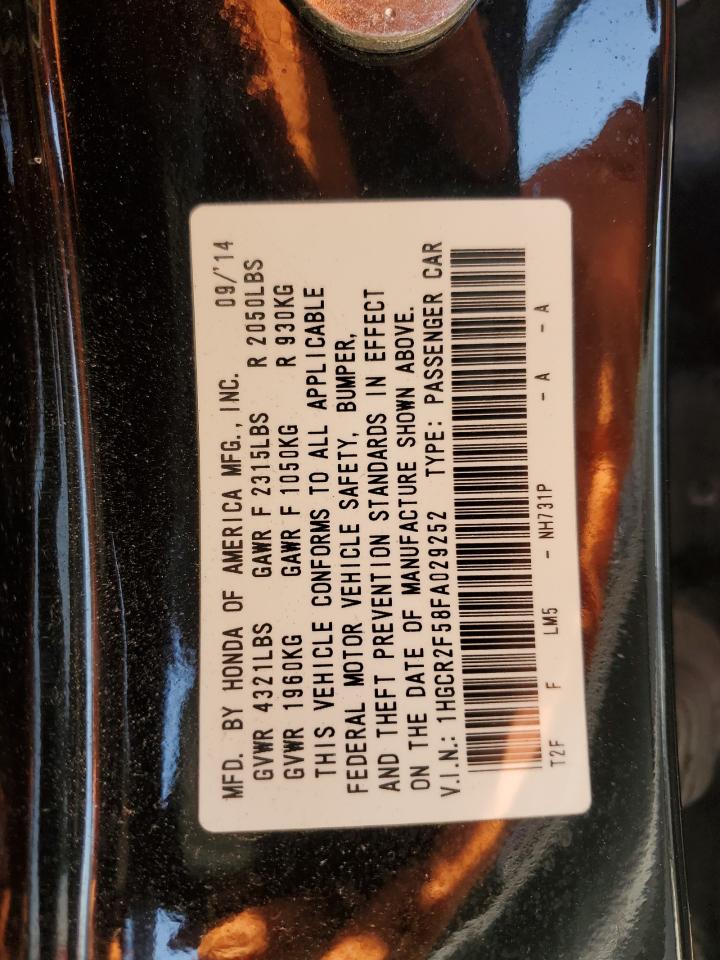 MFD. BY HONDA OF AMERICA MFG., INC. 09/'14
GVWR 4321LBS GAWR F 2315LBS R 2050LBS
GVWR 1960KG GAWR F 1050KG R 930KG
THIS VEHICLE CONFORMS TO ALL APPLICABLE
FEDERAL MOTOR VEHICLE SAFETY, BUMPER,
AND THEFT PREVENTION STANDARDS IN EFFECT
ON THE DATE OF MANUFACTURE SHOWN ABOVE.
V.I.N.: 1HGCR2F58FA029252 TYPE: PASSENGER CAR
T2F F LM5 - NH731P - A - A